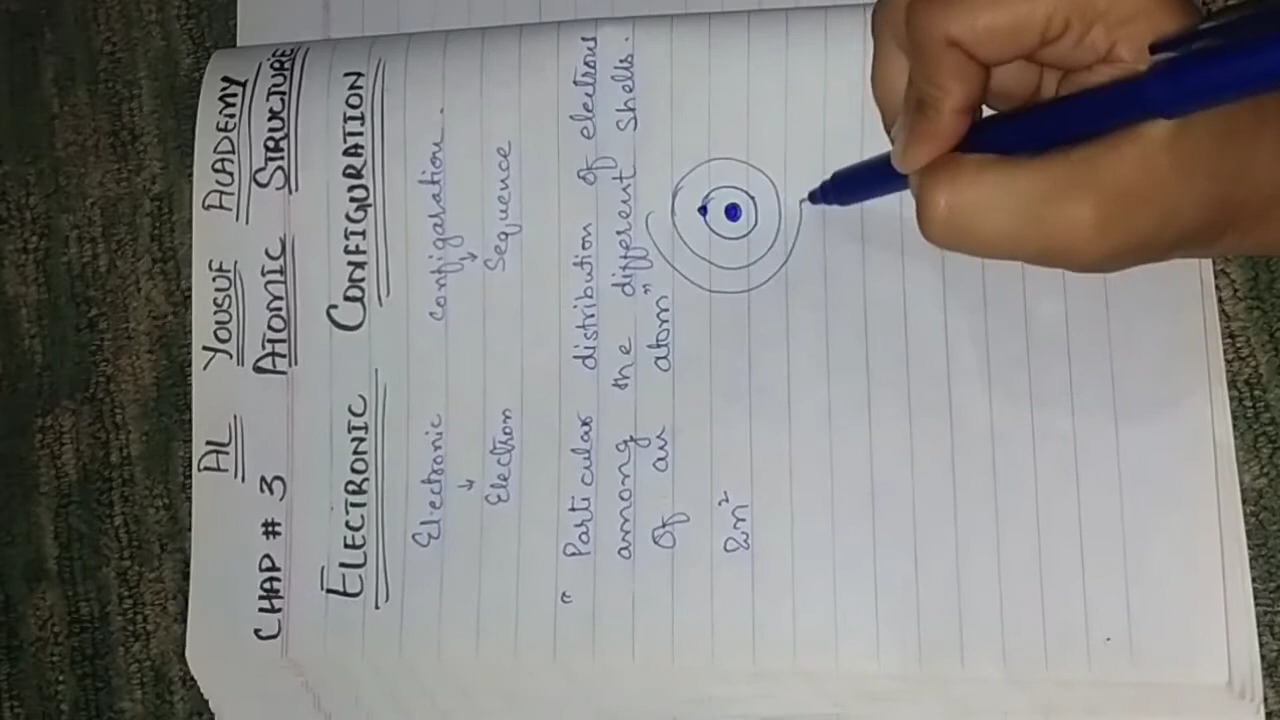 AL YOUSUF ACADEMY
CHAP # 3 ATOMIC STRUCTURE
ELECTRONIC CONFIGURATION
Electronic configaration.
↓ ↓
Electron Sequence
" Particular distribution of electrons
among the different shells.
Of an atom"
2n²